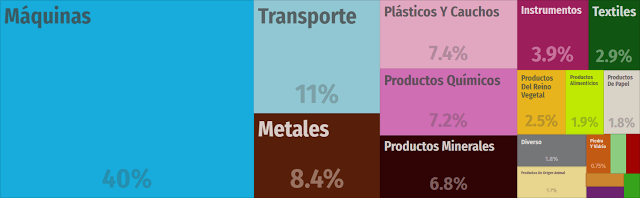 Máquinas
40%
Transporte
11%
Metales
8.4%
Plásticos Y Cauchos
7.4%
Productos Químicos
7.2%
Productos Minerales
6.8%
Instrumentos
3.9%
Textiles
2.9%
Productos
Del Reino
Vegetal
2.5%
Productos
Alimenticios
1.9%
Productos
De Papel
1.8%
Diverso
1.8%
Piedra
Y Vidrio
0.75%
Productos De Origen Animal
1.7%